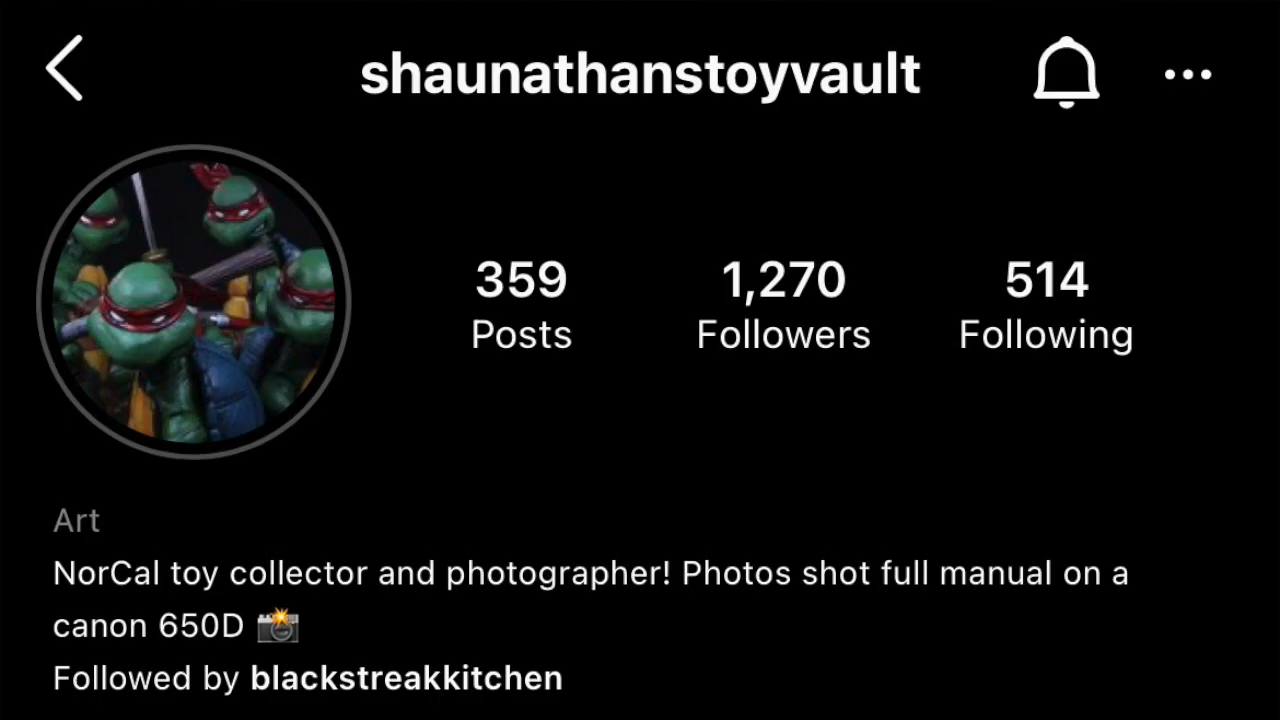 shaunathanstoyvault
359 1,270 514
Posts Followers Following
Art
NorCal toy collector and photographer! Photos shot full manual on a
canon 650D 📸
Followed by blackstreakkitchen